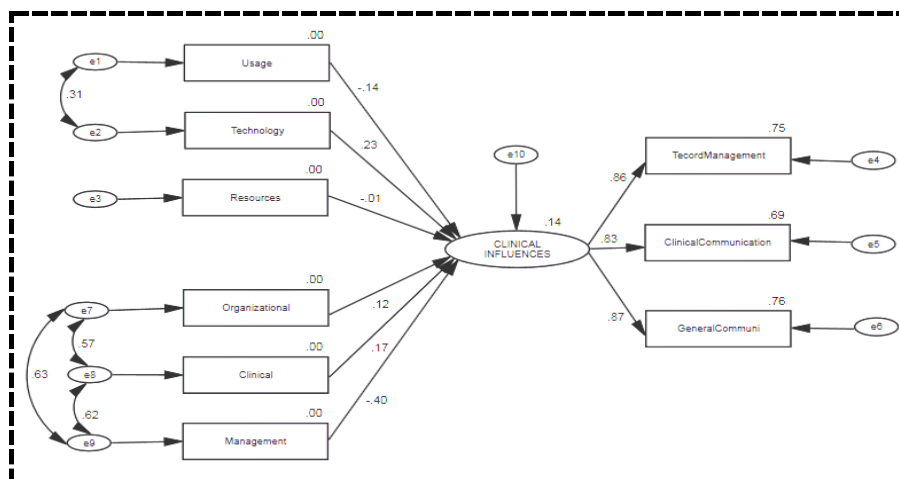 .00
e1
Usage
.31
-.14
.00
e2
Technology
.23
.00
e3
Resources
-.01
e10
.14
CLINICAL
INFLUENCES
.75
TecordManagement
e4
.86
.69
ClinicalCommunication
e5
.83
.76
GeneralCommuni
e6
.87
.00
e7
Organizational
.12
.57
.00
e8
Clinical
.17
.63
.62
.00
e9
Management
-.40